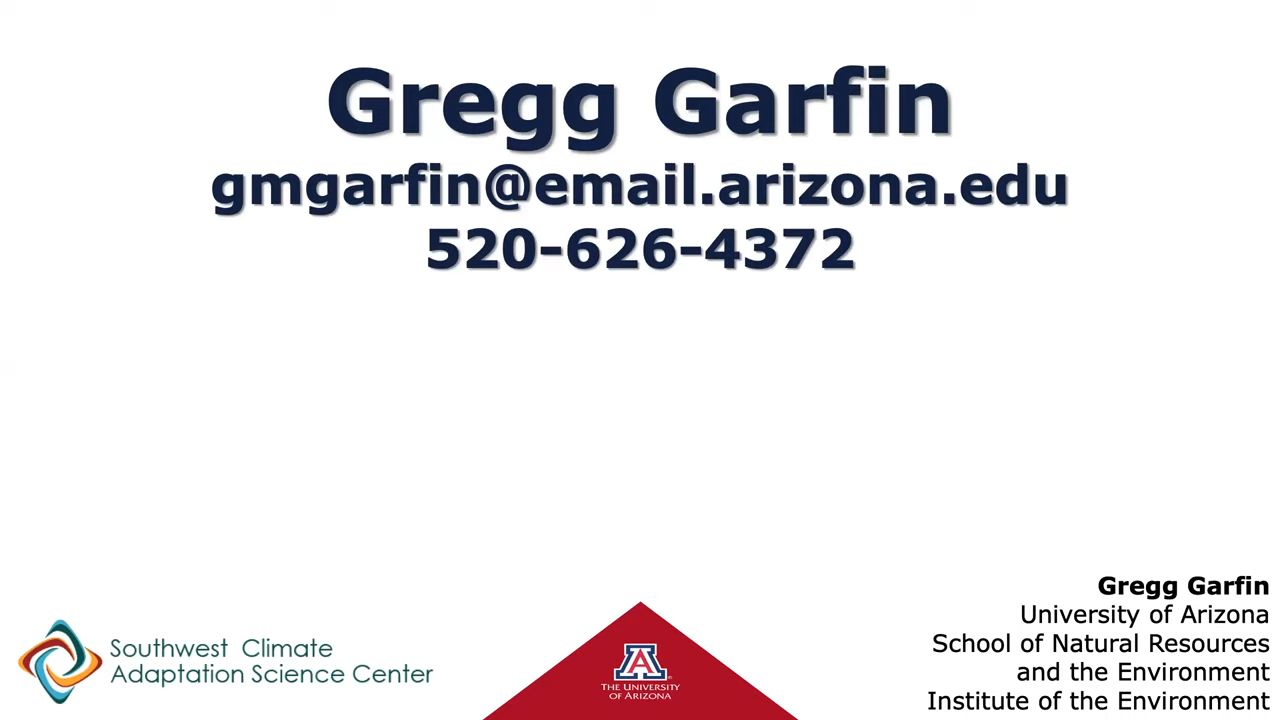 Gregg Garfin
gmgarfin@email.arizona.edu
520-626-4372
Southwest Climate
Adaptation Science Center
A
THE UNIVERSITY
OF ARIZONA
Gregg Garfin
University of Arizona
School of Natural Resources
and the Environment
Institute of the Environment